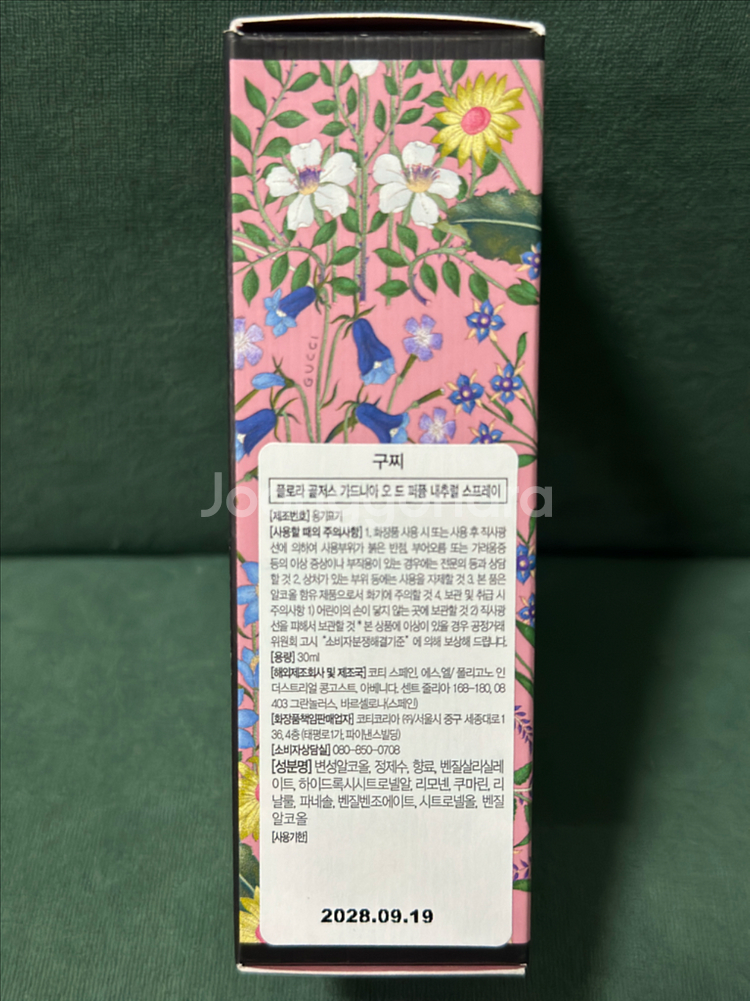 GUCCI
구찌
플로라 골저스 가드니아 오 드 퍼퓸 내추럴 스프레이
[제조번호] 용기표기
[사용할 때의 주의사항] 1. 화장품 사용 시 또는 사용 후 직사광
선에 의하여 사용부위가 붉은 반점, 부어오름 또는 가려움증
등의 이상 증상이나 부작용이 있는 경우에는 전문의 등과 상담
할 것 2. 상처가 있는 부위 등에는 사용을 자제할 것 3. 본 품은
알코올 함유 제품으로서 화기에 주의할 것 4. 보관 및 취급 시
주의사항 1) 어린이의 손이 닿지 않는 곳에 보관할 것 2) 직사광
선을 피해서 보관할 것 * 본 상품에 이상이 있을 경우 공정거래
위원회 고시 "소비자분쟁해결기준" 에 의해 보상해 드립니다.
[용량] 30ml
[해외제조회사 및 제조국] 코티 스페인, 에스.엘/ 폴리고노 인
더스트리얼 콩고스트, 아베니다. 센트 줄리아 168-180, 08
403 그란놀러스, 바르셀로나(스페인)
[화장품책임판매업자] 코티코리아 ㈜/서울시 중구 세종대로 1
36, 4층 (태평로1가, 파이낸스빌딩)
[소비자상담실] 080-850-0708
[성분명] 변성알코올, 정제수, 향료, 벤질살리실레
이트, 하이드록시시트로넬알, 리모넨, 쿠마린, 리
날룰, 파네솔, 벤질벤조에이트, 시트로넬올, 벤질
알코올
[사용기한]
2028.09.19